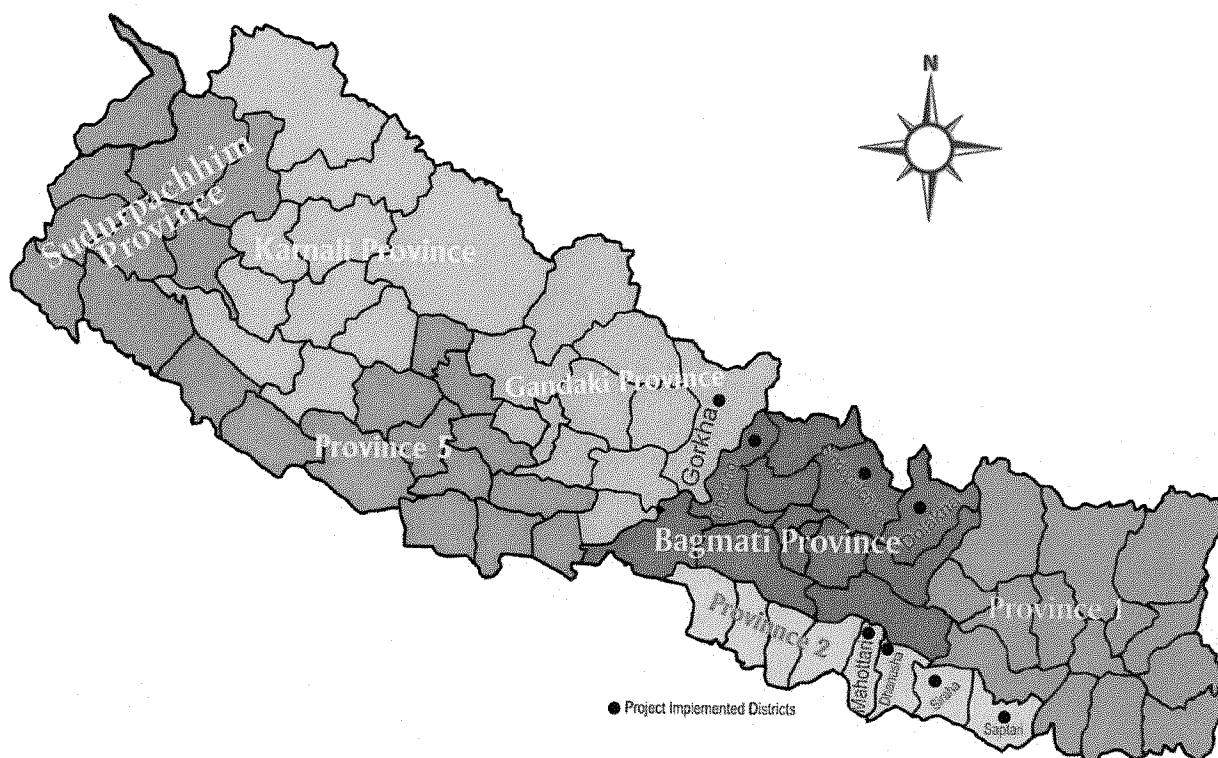 N
Sudurpachhim
Province
Karnali Province
Gandaki Province
Gorkha
Province 5
Bagmati Province
Province 1
Province 2
Mahottari
Dhanusha
Siraha
Saptari
Project Implemented Districts